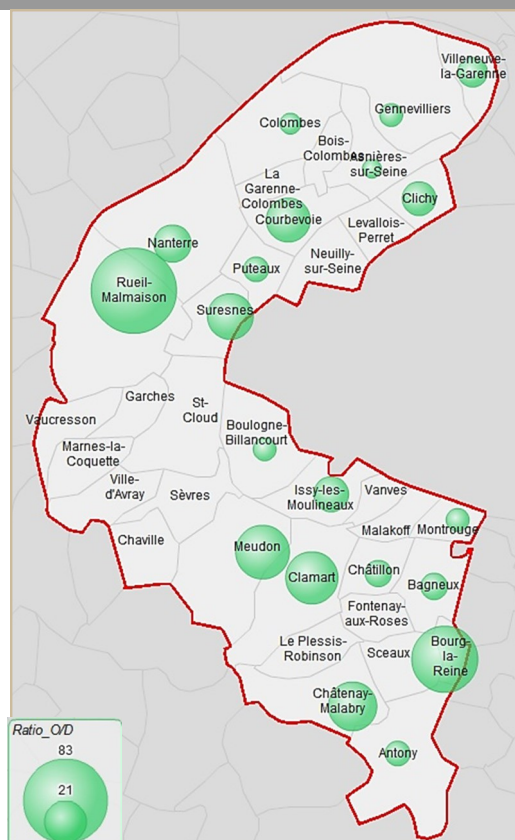 Villeneuve-
la-Garenne
Gennevilliers
Colombes
Bois-
Colombes
Asnières-
sur-Seine
La
Garenne-
Colombes
Clichy
Courbevoie
Levallois-
Perret
Nanterre
Neuilly-
sur-Seine
Puteaux
Rueil-
Malmaison
Suresnes
Garches
St-
Cloud
Vaucresson
Boulogne-
Billancourt
Marnes-la-
Coquette
Ville-
d'Avray
Sèvres
Issy-les-
Moulineaux
Vanves
Malakoff
Montrouge
Chaville
Meudon
Clamart
Châtillon
Bagneux
Fontenay-
aux-Roses
Le Plessis-
Robinson
Sceaux
Bourg-
la-
Reine
Châtenay-
Malabry
Antony
Ratio_O/D
83
21